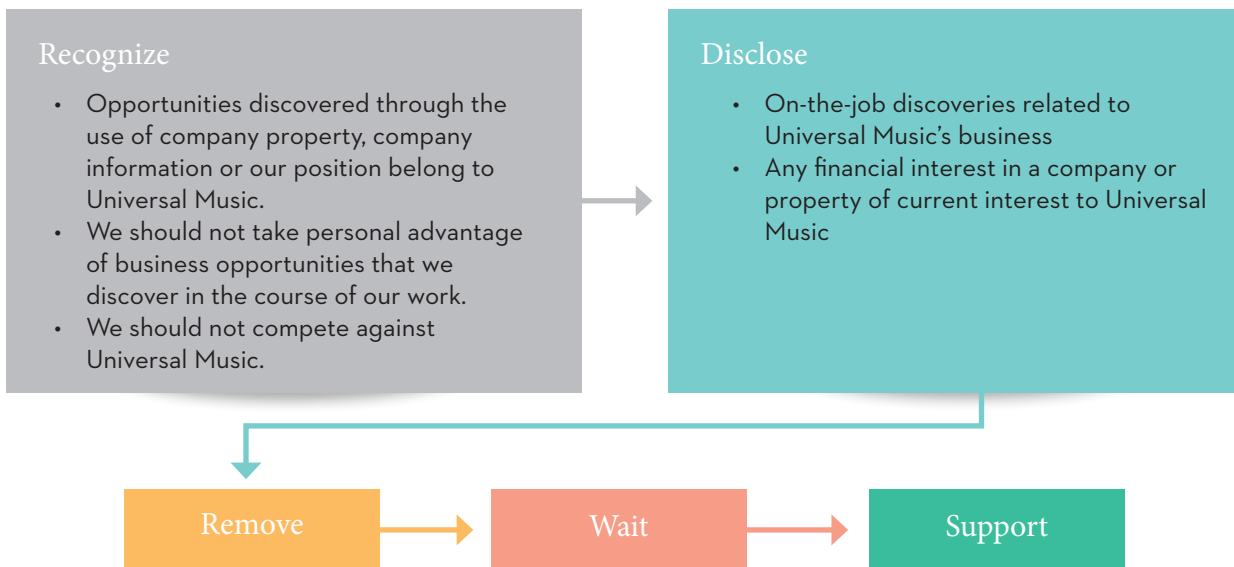 Recognize
• Opportunities discovered through the
use of company property, company
information or our position belong to
Universal Music.
• We should not take personal advantage
of business opportunities that we
discover in the course of our work.
• We should not compete against
Universal Music.
Disclose
• On-the-job discoveries related to
Universal Music’s business
• Any financial interest in a company or
property of current interest to Universal
Music
Remove
Wait
Support